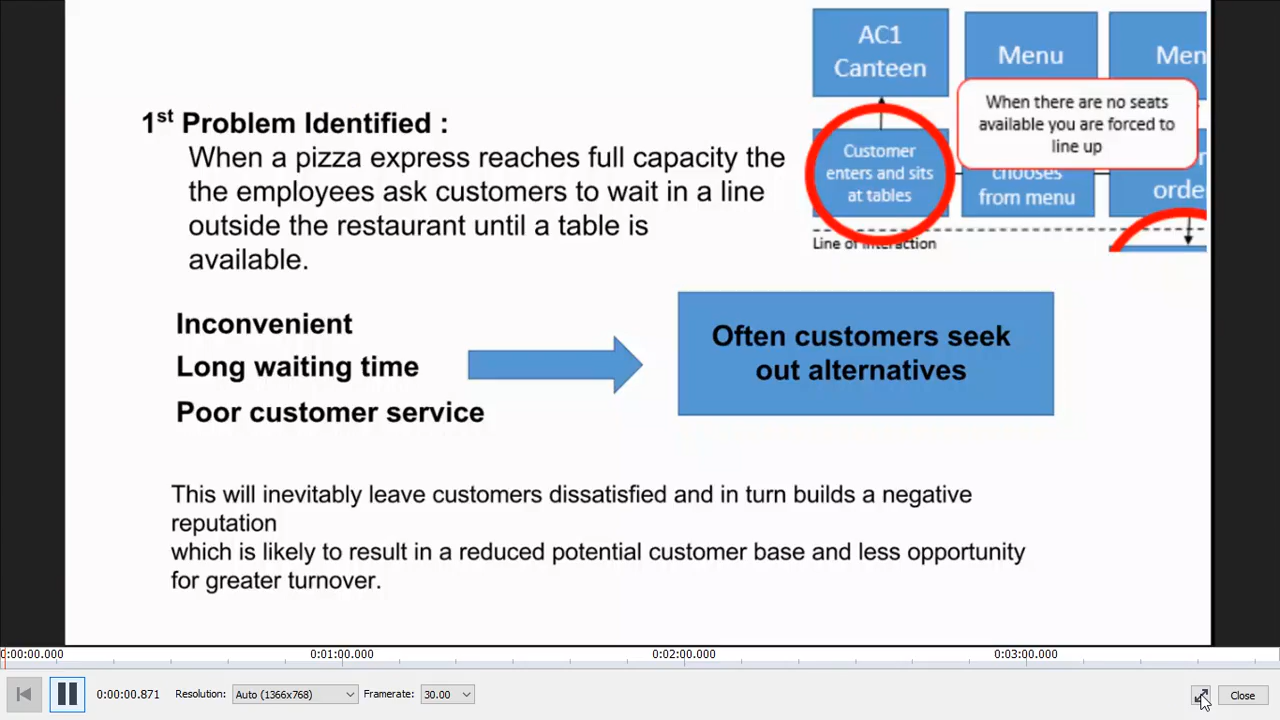 AC1
Canteen
Menu
Men
When there are no seats
available you are forced to
line up
Customer
enters and sits
at tables
chooses
from menu
orde
Line of interaction
1st Problem Identified :
When a pizza express reaches full capacity the
the employees ask customers to wait in a line
outside the restaurant until a table is
available.
Inconvenient
Long waiting time
Poor customer service
Often customers seek
out alternatives
This will inevitably leave customers dissatisfied and in turn builds a negative
reputation
which is likely to result in a reduced potential customer base and less opportunity
for greater turnover.
0:00:00.000 0:01:00.000 0:02:00.000 0:03:00.000
0:00:00.871 Resolution: Auto (1366x768) Framerate: 30.00 Close